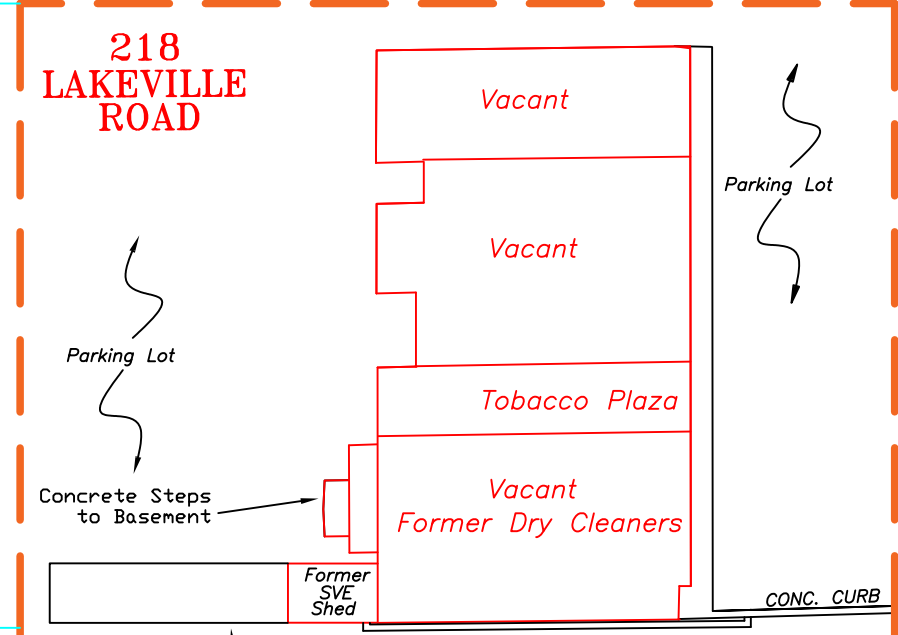 218
LAKEVILLE
ROAD
Vacant
Parking Lot
Vacant
Parking Lot
Tobacco Plaza
Concrete Steps
to Basement
Vacant
Former Dry Cleaners
Former
SVE
Shed
CONC. CURB